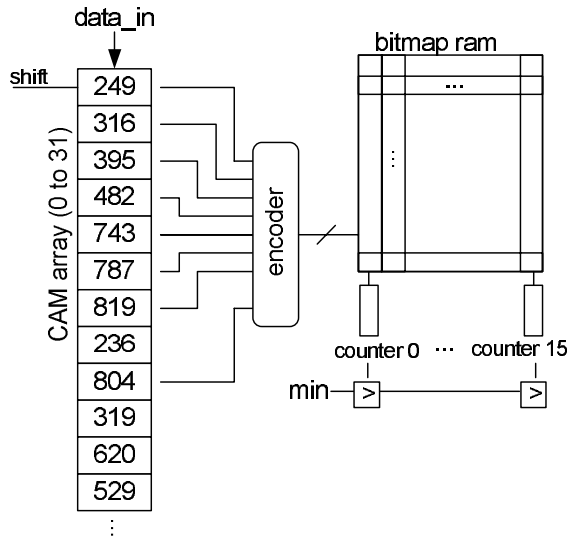 data_in
bitmap ram
shift
249
...
316
395
...
CAM array (0 to 31)
482
encoder
743
787
819
236
counter 0 ... counter 15
804
min > >
319
620
529
...